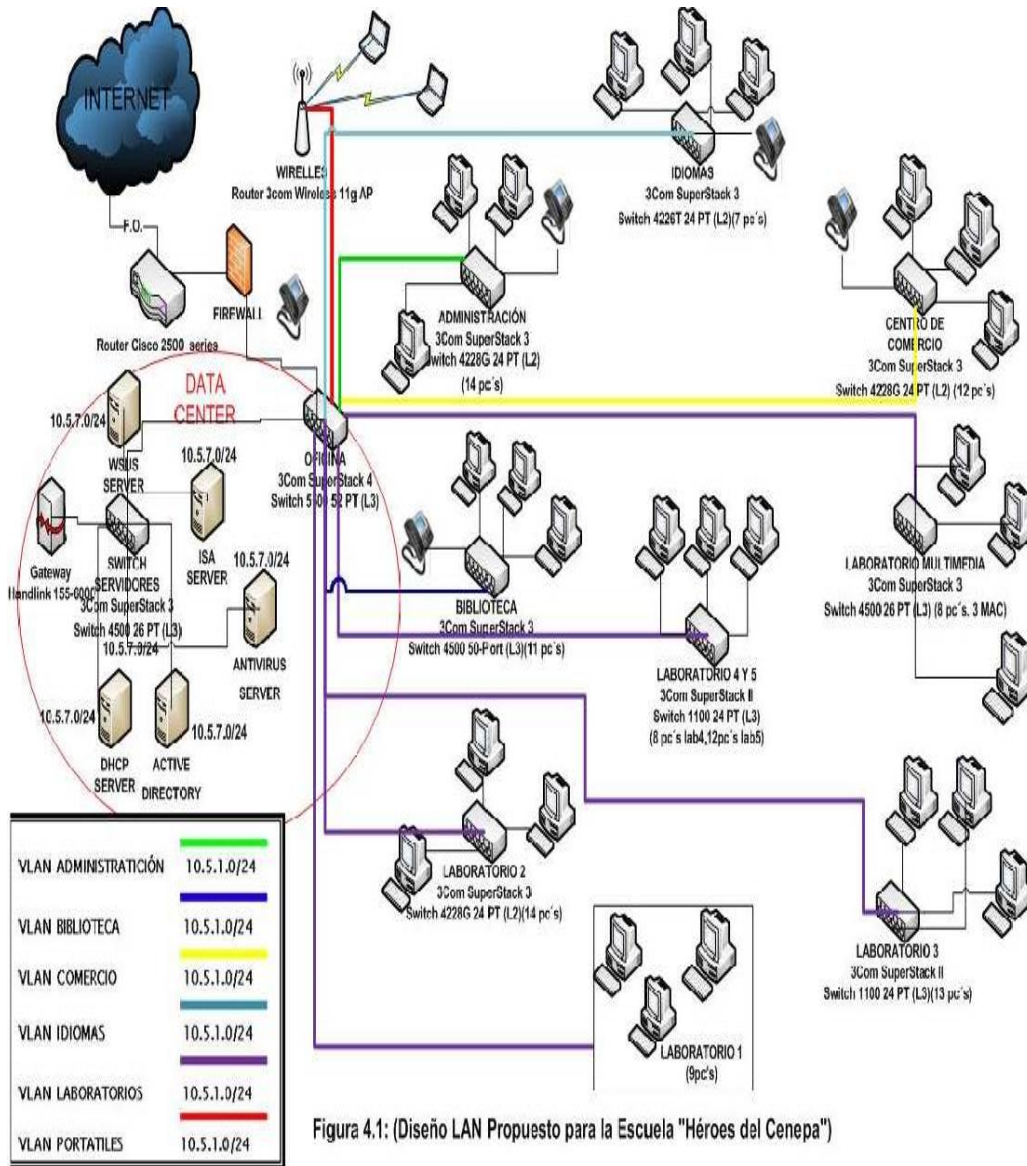 INTERNET
F.O.
Router Cisco 2500 series
FIREWALL
WIRELLES
Router 3com Wireless 11g AP
IDIOMAS
3Com SuperStack 3
Switch 4226T 24 PT (L2)(7 pc´s)
ADMINISTRACIÓN
3Com SuperStack 3
Switch 4228G 24 PT (L2)
(14 pc´s)
CENTRO DE
COMERCIO
3Com SuperStack 3
Switch 4228G 24 PT (L2) (12 pc´s)
DATA
CENTER
10.5.7.0/24
WSUS
SERVER
10.5.7.0/24
ISA
SERVER
OFICINA
3Com SuperStack 4
Switch 5500 52 PT (L3)
Gateway
Handlink
SWITCH
SERVIDORES
3Com SuperStack 3
Switch 4500 26 PT (L3)
10.5.7.0/24
10.5.7.0/24
ANTIVIRUS
SERVER
10.5.7.0/24
DHCP
SERVER
10.5.7.0/24
ACTIVE
DIRECTORY
BIBLIOTECA
3Com SuperStack 3
Switch 4500 50-Port (L3)(11 pc´s)
LABORATORIO 4 Y 5
3Com SuperStack II
Switch 1100 24 PT (L3)
(8 pc´s lab4,12pc´s lab5)
LABORATORIO MULTIMEDIA
3Com SuperStack 3
Switch 4500 26 PT (L3) (8 pc´s. 3 MAC)
LABORATORIO 2
3Com SuperStack 3
Switch 4228G 24 PT (L2)(14 pc´s)
LABORATORIO 3
3Com SuperStack II
Switch 1100 24 PT (L3)(13 pc´s)
LABORATORIO 1
(9pc's)
VLAN ADMINISTRATICIÓN 10.5.1.0/24
VLAN BIBLIOTECA 10.5.1.0/24
VLAN COMERCIO 10.5.1.0/24
VLAN IDIOMAS 10.5.1.0/24
VLAN LABORATORIOS 10.5.1.0/24
VLAN PORTATILES 10.5.1.0/24
Figura 4.1: (Diseño LAN Propuesto para la Escuela "Héroes del Cenepa")